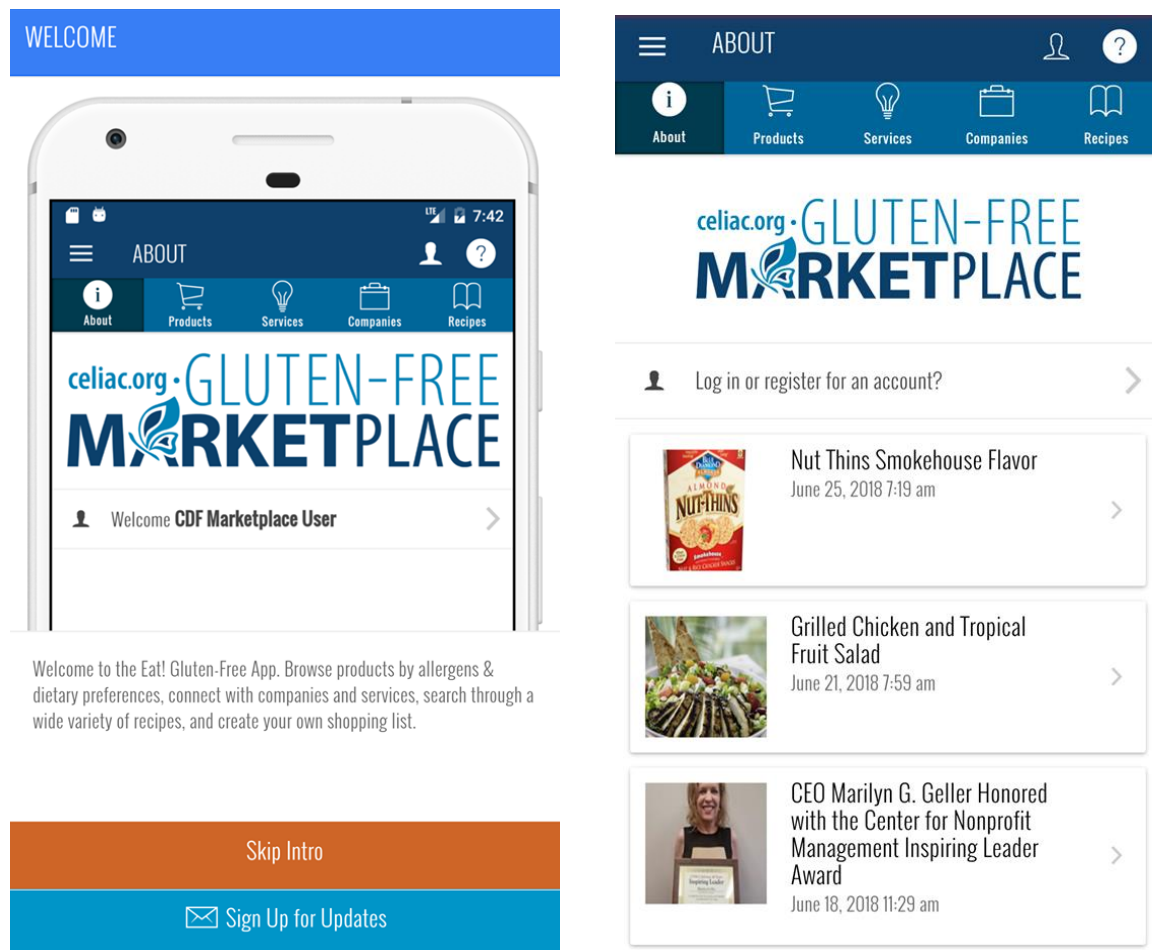 WELCOME
LTE 7:42
ABOUT
?
i
About
Products
Services
Companies
Recipes
celiac.org · GLUTEN-FREE
MARKETPLACE
Welcome CDF Marketplace User
Welcome to the Eat! Gluten-Free App. Browse products by allergens &
dietary preferences, connect with companies and services, search through a
wide variety of recipes, and create your own shopping list.
Skip Intro
Sign Up for Updates
ABOUT
?
i
About
Products
Services
Companies
Recipes
celiac.org · GLUTEN-FREE
MARKETPLACE
Log in or register for an account?
BLUE
DIAMOND
ALMOND
NUT-THINS
Smokehouse
Nut Thins Smokehouse Flavor
June 25, 2018 7:19 am
Grilled Chicken and Tropical
Fruit Salad
June 21, 2018 7:59 am
Inspiring Leader
CEO Marilyn G. Geller Honored
with the Center for Nonprofit
Management Inspiring Leader
Award
June 18, 2018 11:29 am